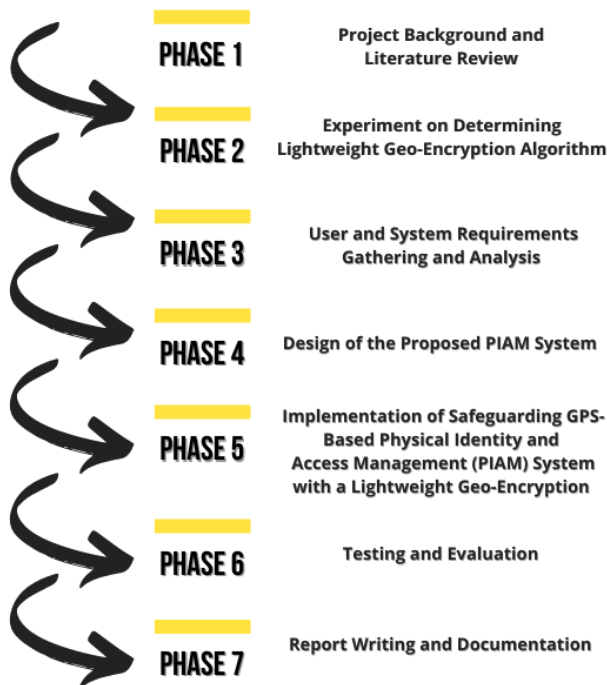 PHASE 1
Project Background and
Literature Review
PHASE 2
Experiment on Determining
Lightweight Geo-Encryption Algorithm
PHASE 3
User and System Requirements
Gathering and Analysis
PHASE 4
Design of the Proposed PIAM System
PHASE 5
Implementation of Safeguarding GPS-
Based Physical Identity and
Access Management (PIAM) System
with a Lightweight Geo-Encryption
PHASE 6
Testing and Evaluation
PHASE 7
Report Writing and Documentation